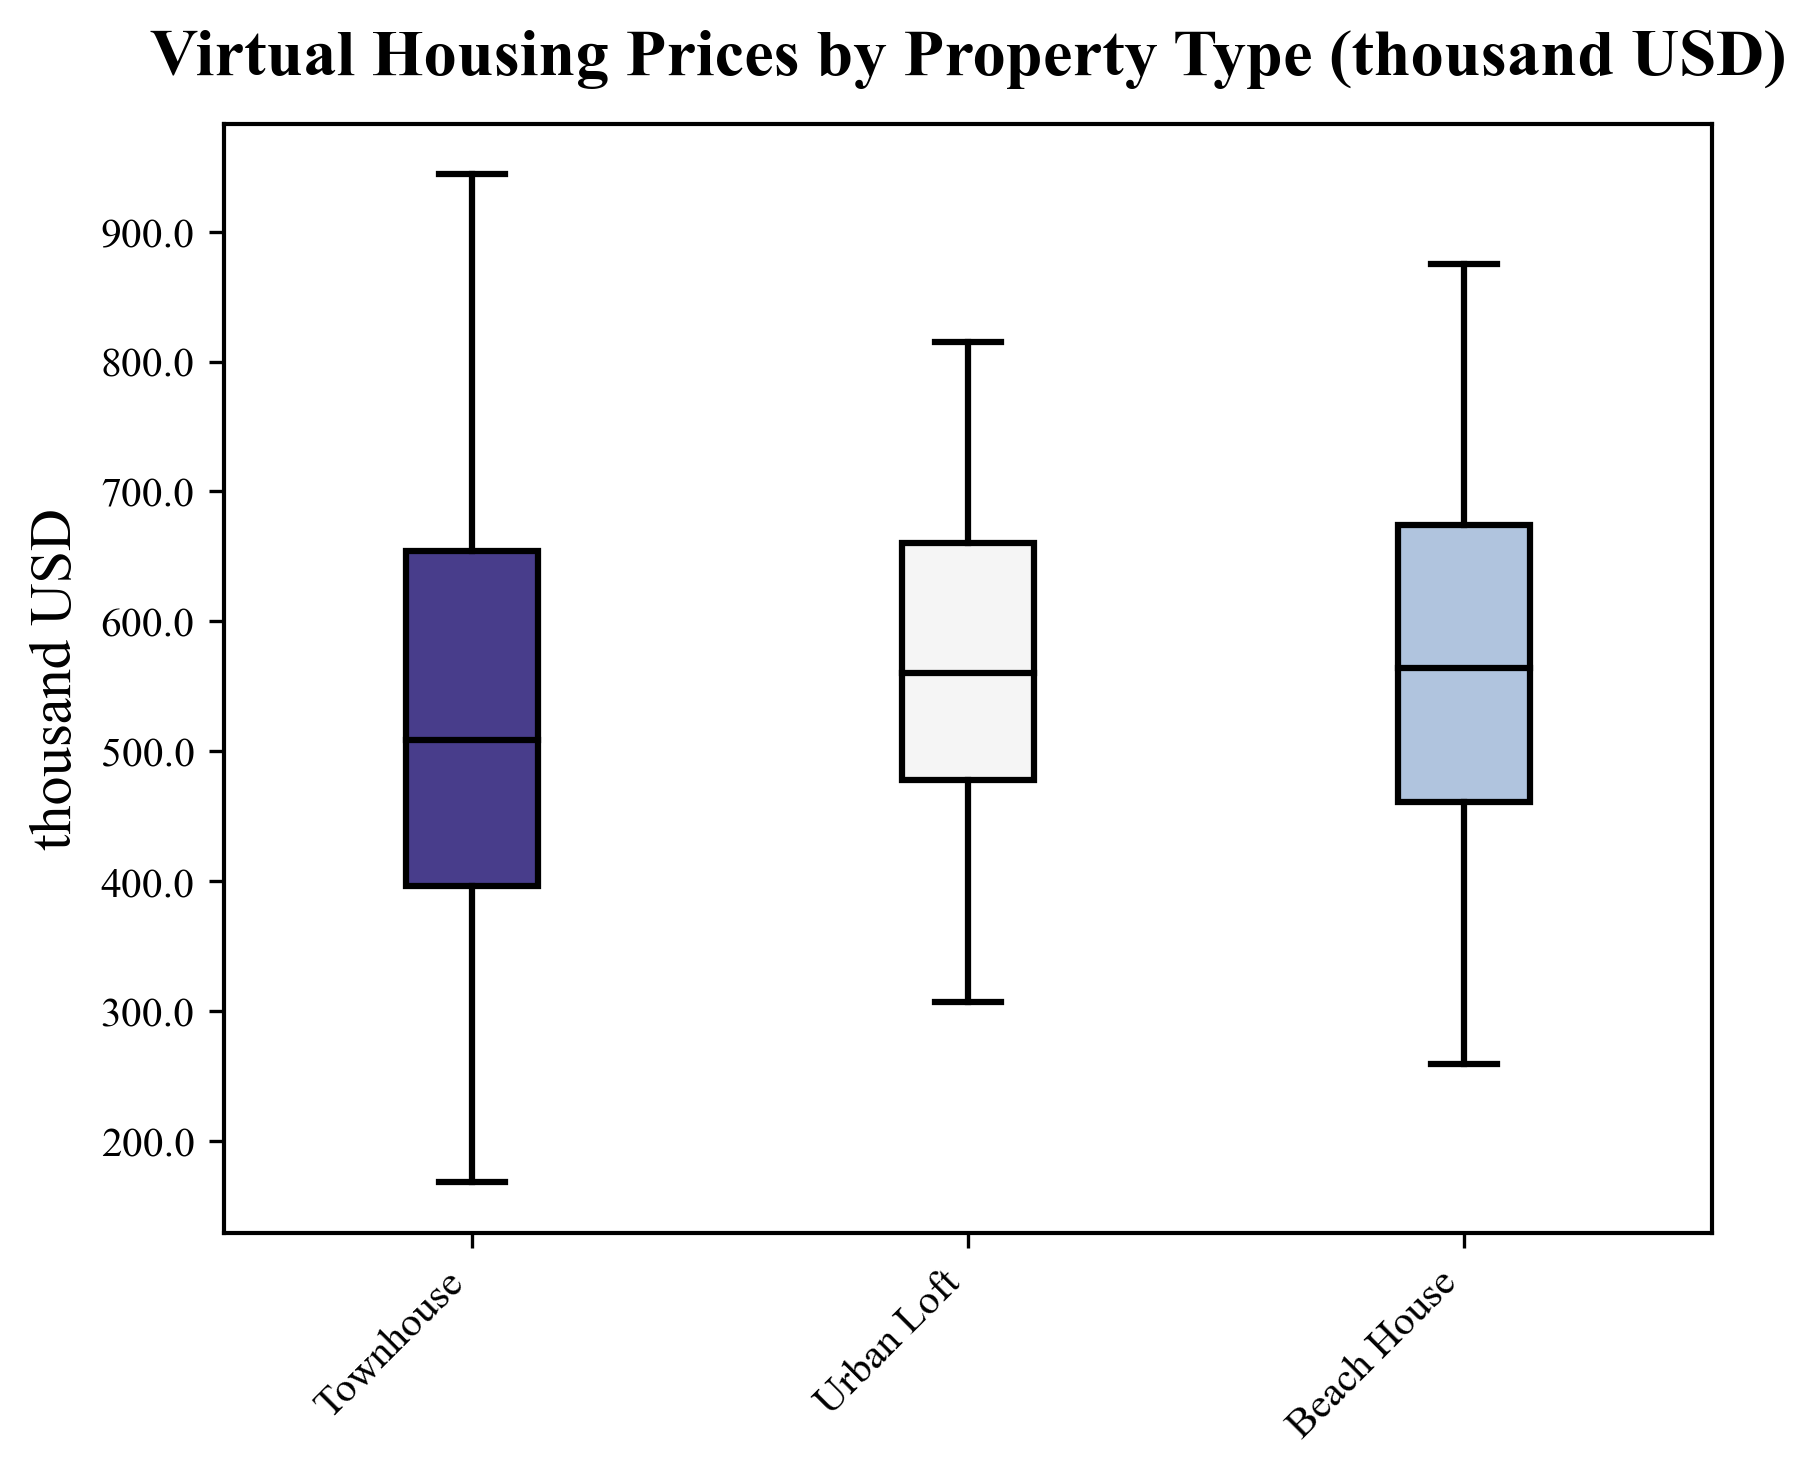 Virtual Housing Prices by Property Type (thousand USD)
thousand USD
900.0
800.0
700.0
600.0
500.0
400.0
300.0
200.0
Townhouse
Urban Loft
Beach House